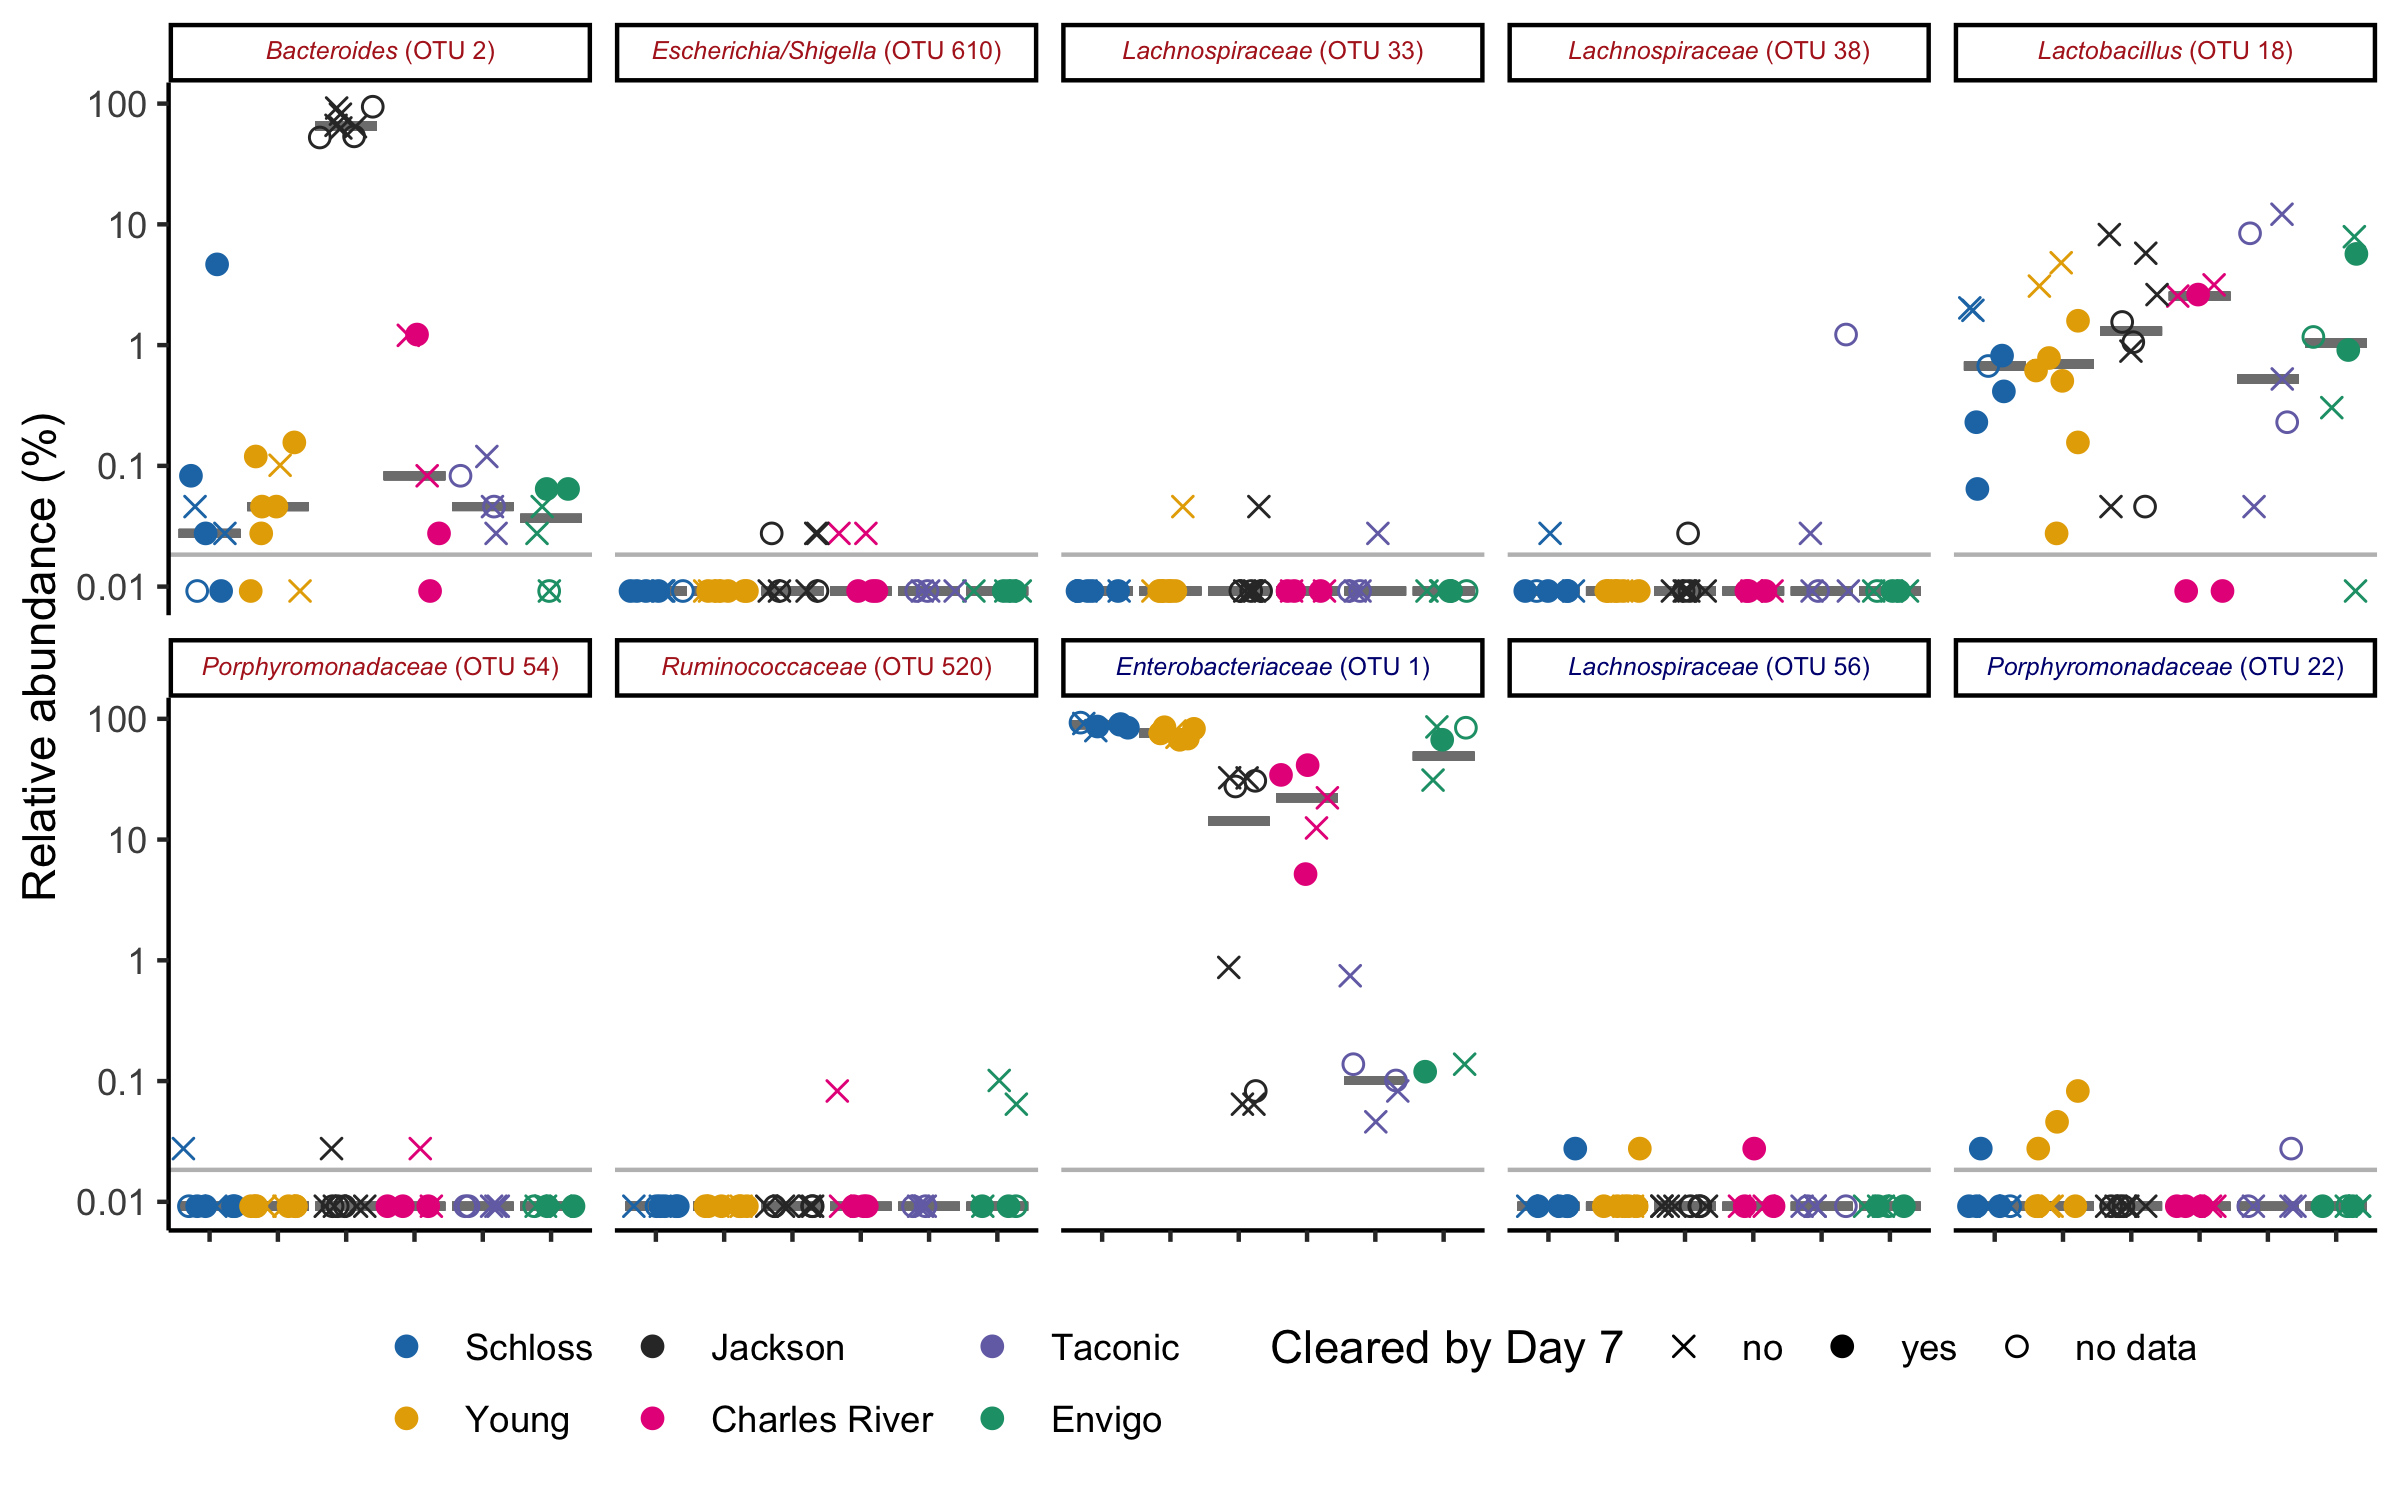 Bacteroides (OTU 2)
Escherichia/Shigella (OTU 610)
Lachnospiraceae (OTU 33)
Lachnospiraceae (OTU 38)
Lactobacillus (OTU 18)
100
10
1
0.1
0.01
Relative abundance (%)
Porphyromonadaceae (OTU 54)
Ruminococcaceae (OTU 520)
Enterobacteriaceae (OTU 1)
Lachnospiraceae (OTU 56)
Porphyromonadaceae (OTU 22)
100
10
1
0.1
0.01
Schloss
Jackson
Taconic
Young
Charles River
Envigo
Cleared by Day 7
no
yes
no data